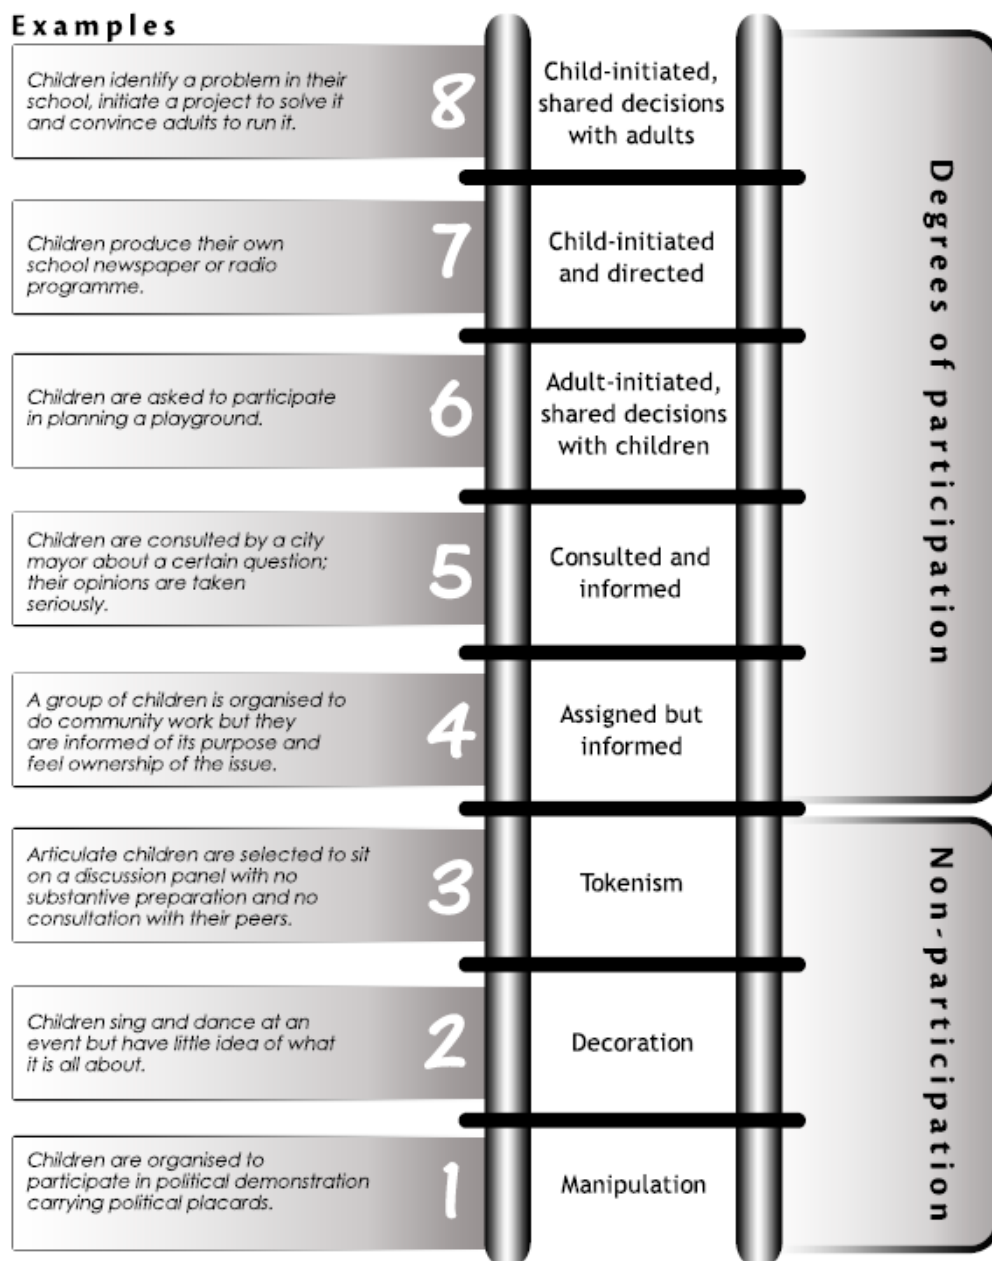 Examples
Children identify a problem in their
school, initiate a project to solve it
and convince adults to run it.
8
Child-initiated,
shared decisions
with adults
Children produce their own
school newspaper or radio
programme.
7
Child-initiated
and directed
Children are asked to participate
in planning a playground.
6
Adult-initiated,
shared decisions
with children
Children are consulted by a city
mayor about a certain question;
their opinions are taken
seriously.
5
Consulted and
informed
A group of children is organised to
do community work but they
are informed of its purpose and
feel ownership of the issue.
4
Assigned but
informed
Degrees of participation
Articulate children are selected to sit
on a discussion panel with no
substantive preparation and no
consultation with their peers.
3
Tokenism
Children sing and dance at an
event but have little idea of what
it is all about.
2
Decoration
Children are organised to
participate in political demonstration
carrying political placards.
1
Manipulation
Non-participation